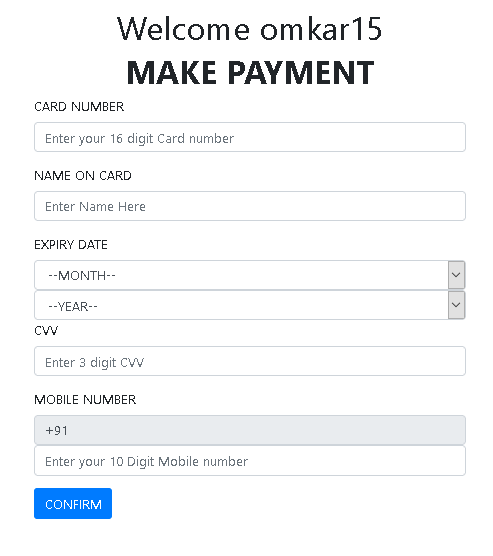 Welcome omkar15
MAKE PAYMENT
CARD NUMBER
Enter your 16 digit Card number
NAME ON CARD
Enter Name Here
EXPIRY DATE
--MONTH--
--YEAR--
CVV
Enter 3 digit CVV
MOBILE NUMBER
+91
Enter your 10 Digit Mobile number
CONFIRM